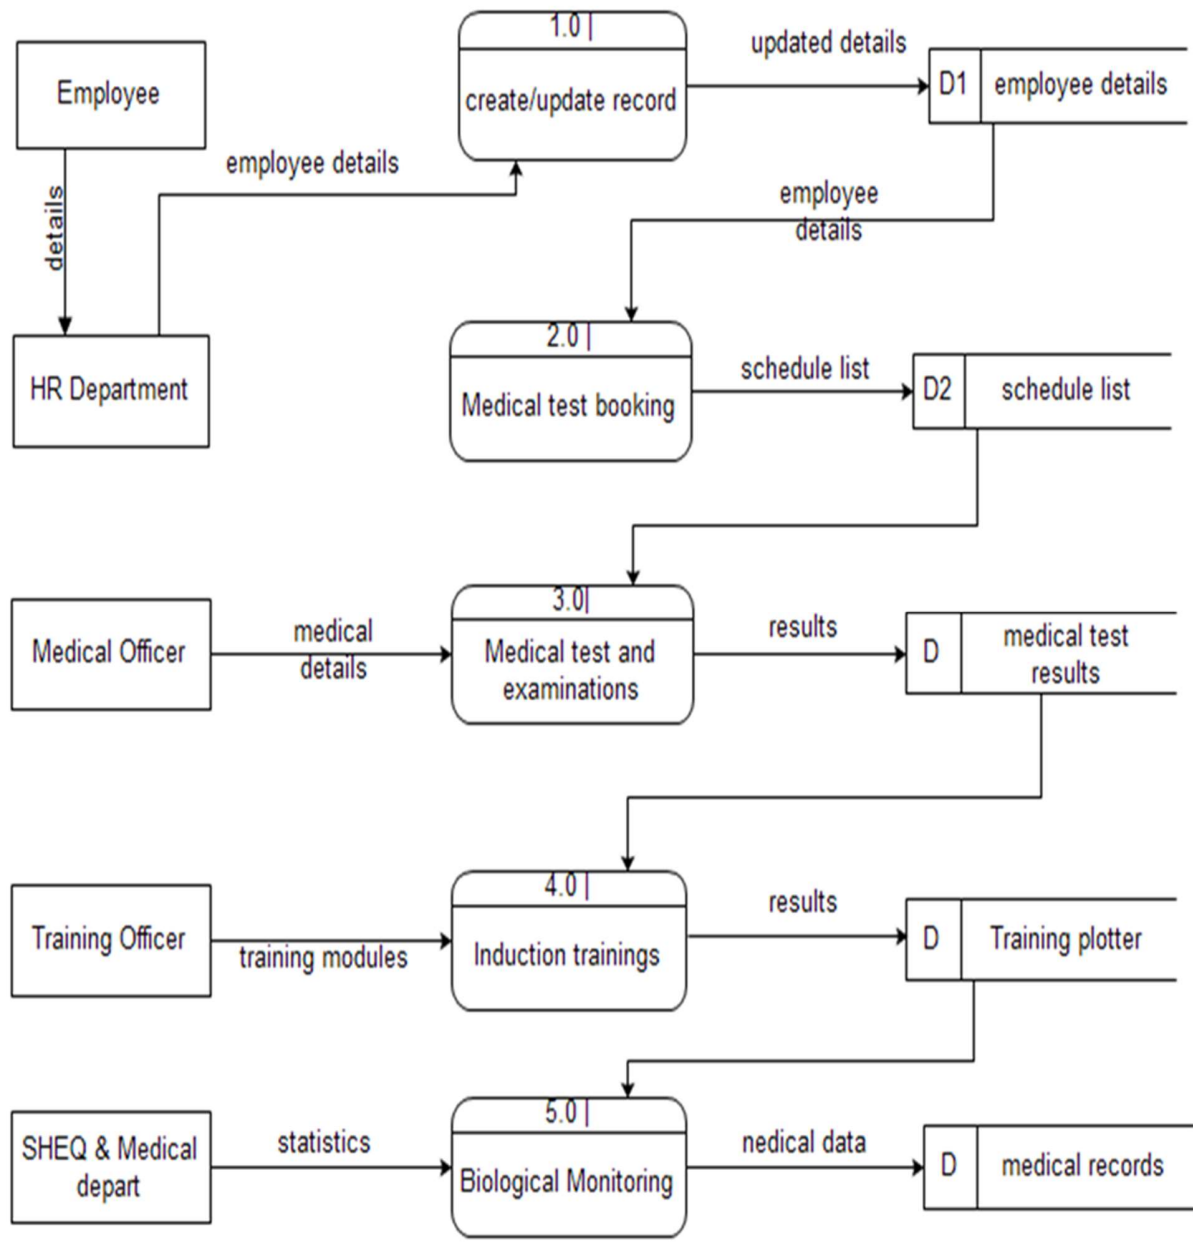 1.0 |
updated details
Employee
create/update record
D1
employee details
employee details
details
employee
details
2.0 |
HR Department
Medical test booking
schedule list
D2
schedule list
3.0|
Medical Officer
medical
details
Medical test and
examinations
results
D
medical test
results
4.0 |
Training Officer
training modules
Induction trainings
results
D
Training plotter
5.0 |
SHEQ & Medical
depart
statistics
Biological Monitoring
nedical data
D
medical records